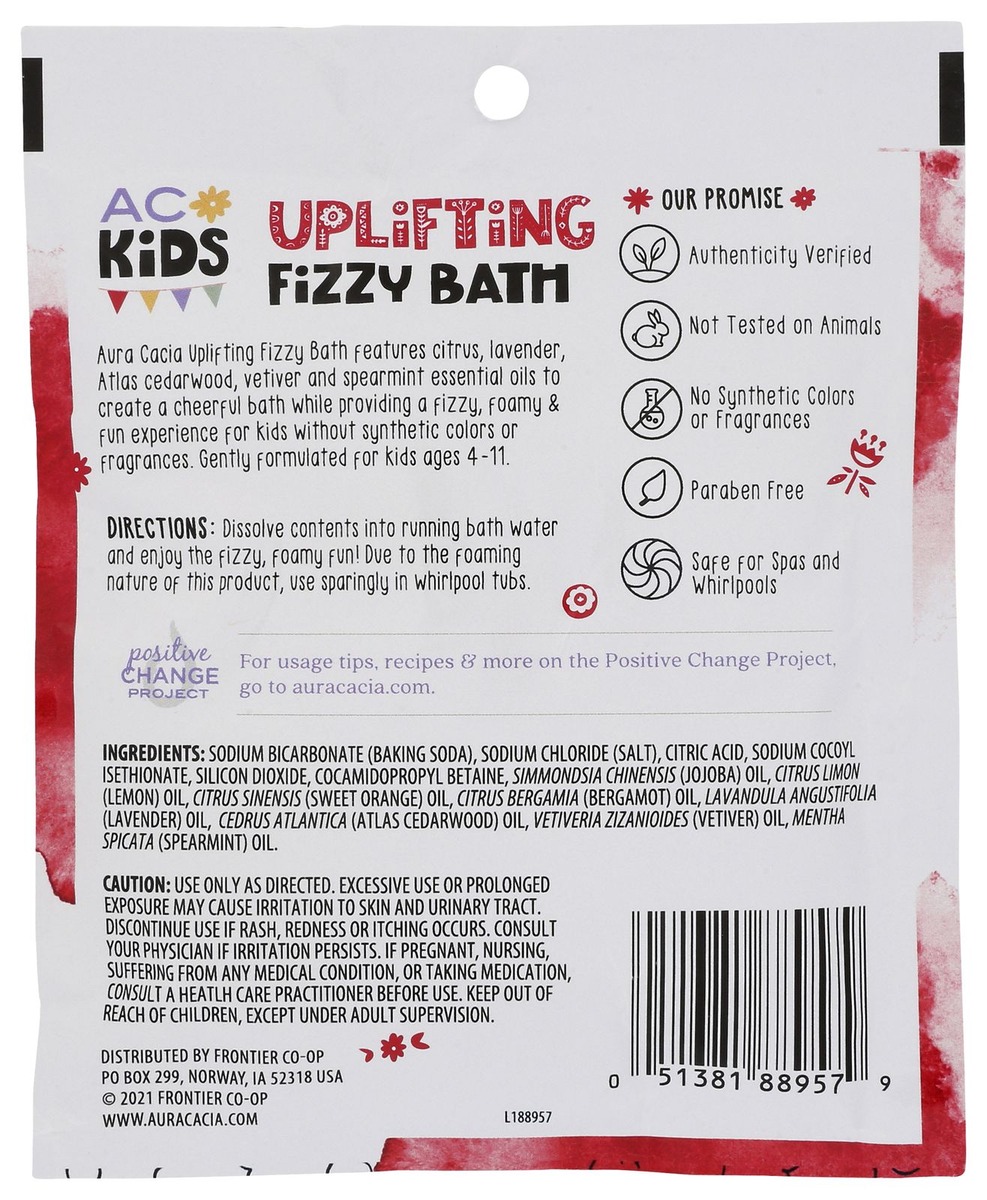 AC
KiDS
UPLiFTiNG
FiZZY BATH
Aura Cacia Uplifting Fizzy Bath features citrus, lavender,
Atlas cedarwood, vetiver and spearmint essential oils to
create a cheerful bath while providing a fizzy, foamy &
fun experience for kids without synthetic colors or
fragrances. Gently formulated for kids ages 4-11.
DIRECTIONS: Dissolve contents into running bath water
and enjoy the fizzy, foamy fun! Due to the foaming
nature of this product, use sparingly in whirlpool tubs.
OUR PROMISE
Authenticity Verified
Not Tested on Animals
No Synthetic Colors
or Fragrances
Paraben Free
Safe for Spas and
Whirlpools
positive
CHANGE
PROJECT
For usage tips, recipes & more on the Positive Change Project,
go to auracacia.com.
INGREDIENTS: SODIUM BICARBONATE (BAKING SODA), SODIUM CHLORIDE (SALT), CITRIC ACID, SODIUM COCOYL
ISETHIONATE, SILICON DIOXIDE, COCAMIDOPROPYL BETAINE, SIMMONDSIA CHINENSIS (JOJOBA) OIL, CITRUS LIMON
(LEMON) OIL, CITRUS SINENSIS (SWEET ORANGE) OIL, CITRUS BERGAMIA (BERGAMOT) OIL, LAVANDULA ANGUSTIFOLIA
(LAVENDER) OIL, CEDRUS ATLANTICA (ATLAS CEDARWOOD) OIL, VETIVERIA ZIZANIOIDES (VETIVER) OIL, MENTHA
SPICATA (SPEARMINT) OIL.
CAUTION: USE ONLY AS DIRECTED. EXCESSIVE USE OR PROLONGED
EXPOSURE MAY CAUSE IRRITATION TO SKIN AND URINARY TRACT.
DISCONTINUE USE IF RASH, REDNESS OR ITCHING OCCURS. CONSULT
YOUR PHYSICIAN IF IRRITATION PERSISTS. IF PREGNANT, NURSING,
SUFFERING FROM ANY MEDICAL CONDITION, OR TAKING MEDICATION,
CONSULT A HEATLH CARE PRACTITIONER BEFORE USE. KEEP OUT OF
REACH OF CHILDREN, EXCEPT UNDER ADULT SUPERVISION.
DISTRIBUTED BY FRONTIER CO-OP
PO BOX 299, NORWAY, IA 52318 USA
© 2021 FRONTIER CO-OP
WWW.AURACACIA.COM
L188957
0 51381 88957 9